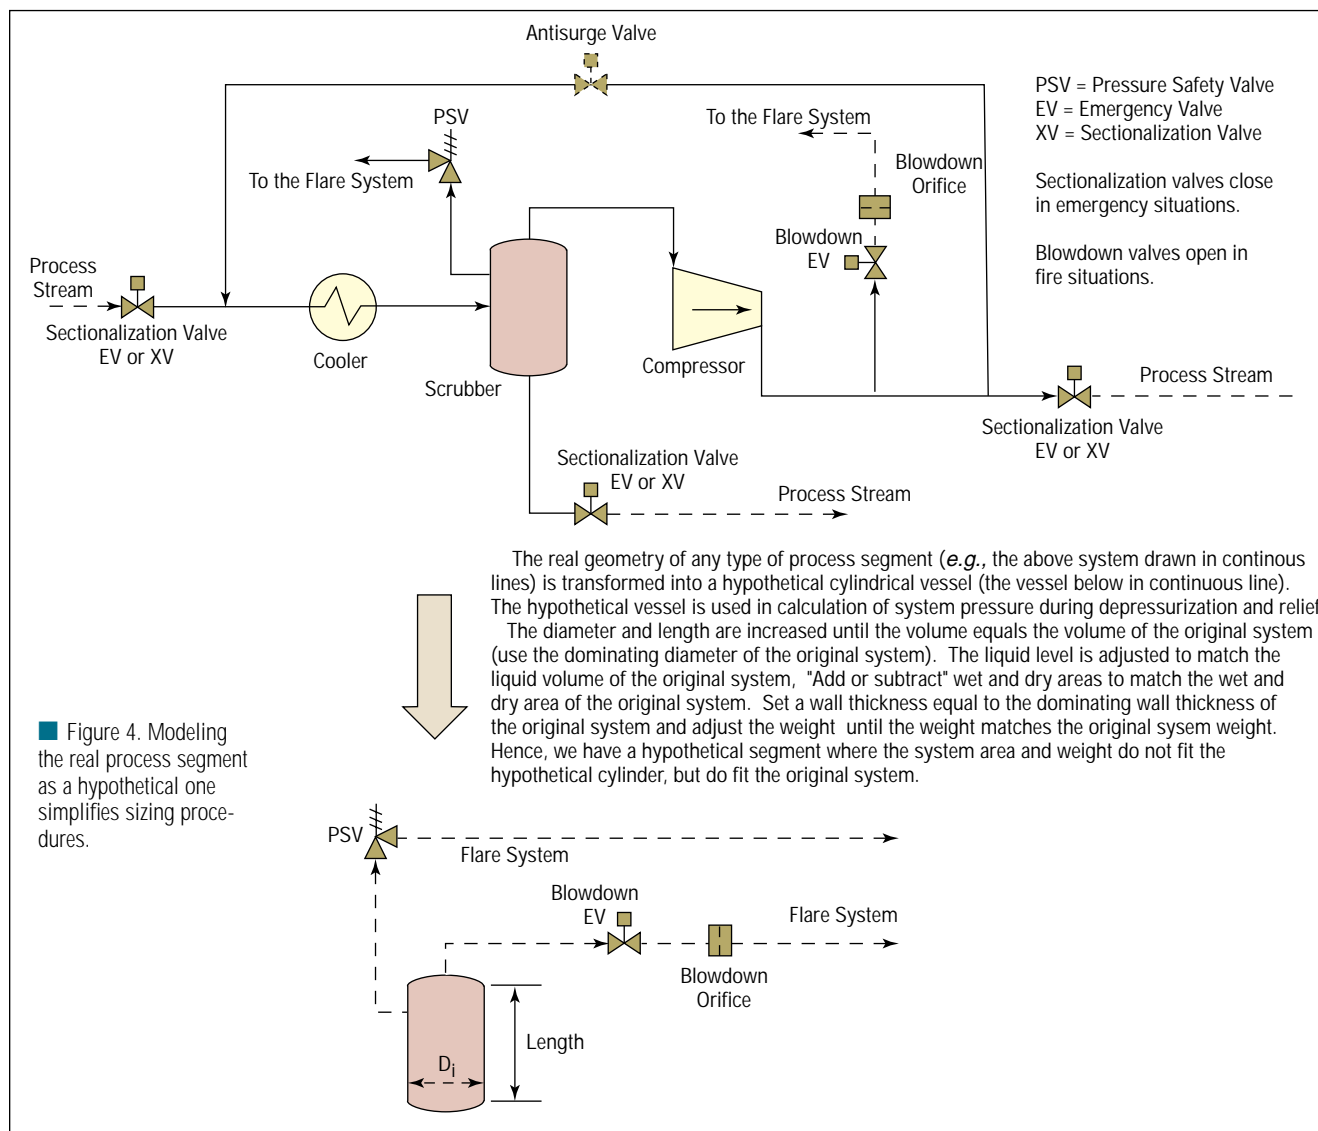 Antisurge Valve
PSV = Pressure Safety Valve
EV = Emergency Valve
XV = Sectionalization Valve
Sectionalization valves close
in emergency situations.
Blowdown valves open in
fire situations.
PSV
To the Flare System
To the Flare System
Blowdown
Orifice
Blowdown
EV
Process
Stream
Sectionalization Valve
EV or XV
Cooler
Scrubber
Compressor
Process Stream
Sectionalization Valve
EV or XV
Sectionalization Valve
EV or XV
Process Stream
The real geometry of any type of process segment (e.g., the above system drawn in continous
lines) is transformed into a hypothetical cylindrical vessel (the vessel below in continuous line).
The hypothetical vessel is used in calculation of system pressure during depressurization and relief
The diameter and length are increased until the volume equals the volume of the original system
(use the dominating diameter of the original system). The liquid level is adjusted to match the
liquid volume of the original system, "Add or subtract" wet and dry areas to match the wet and
dry area of the original system. Set a wall thickness equal to the dominating wall thickness of
the original system and adjust the weight until the weight matches the original sysem weight.
Hence, we have a hypothetical segment where the system area and weight do not fit the
hypothetical cylinder, but do fit the original system.
Figure 4. Modeling
the real process segment
as a hypothetical one
simplifies sizing proce-
dures.
PSV
Flare System
Blowdown
EV
Flare System
Blowdown
Orifice
Length
Di